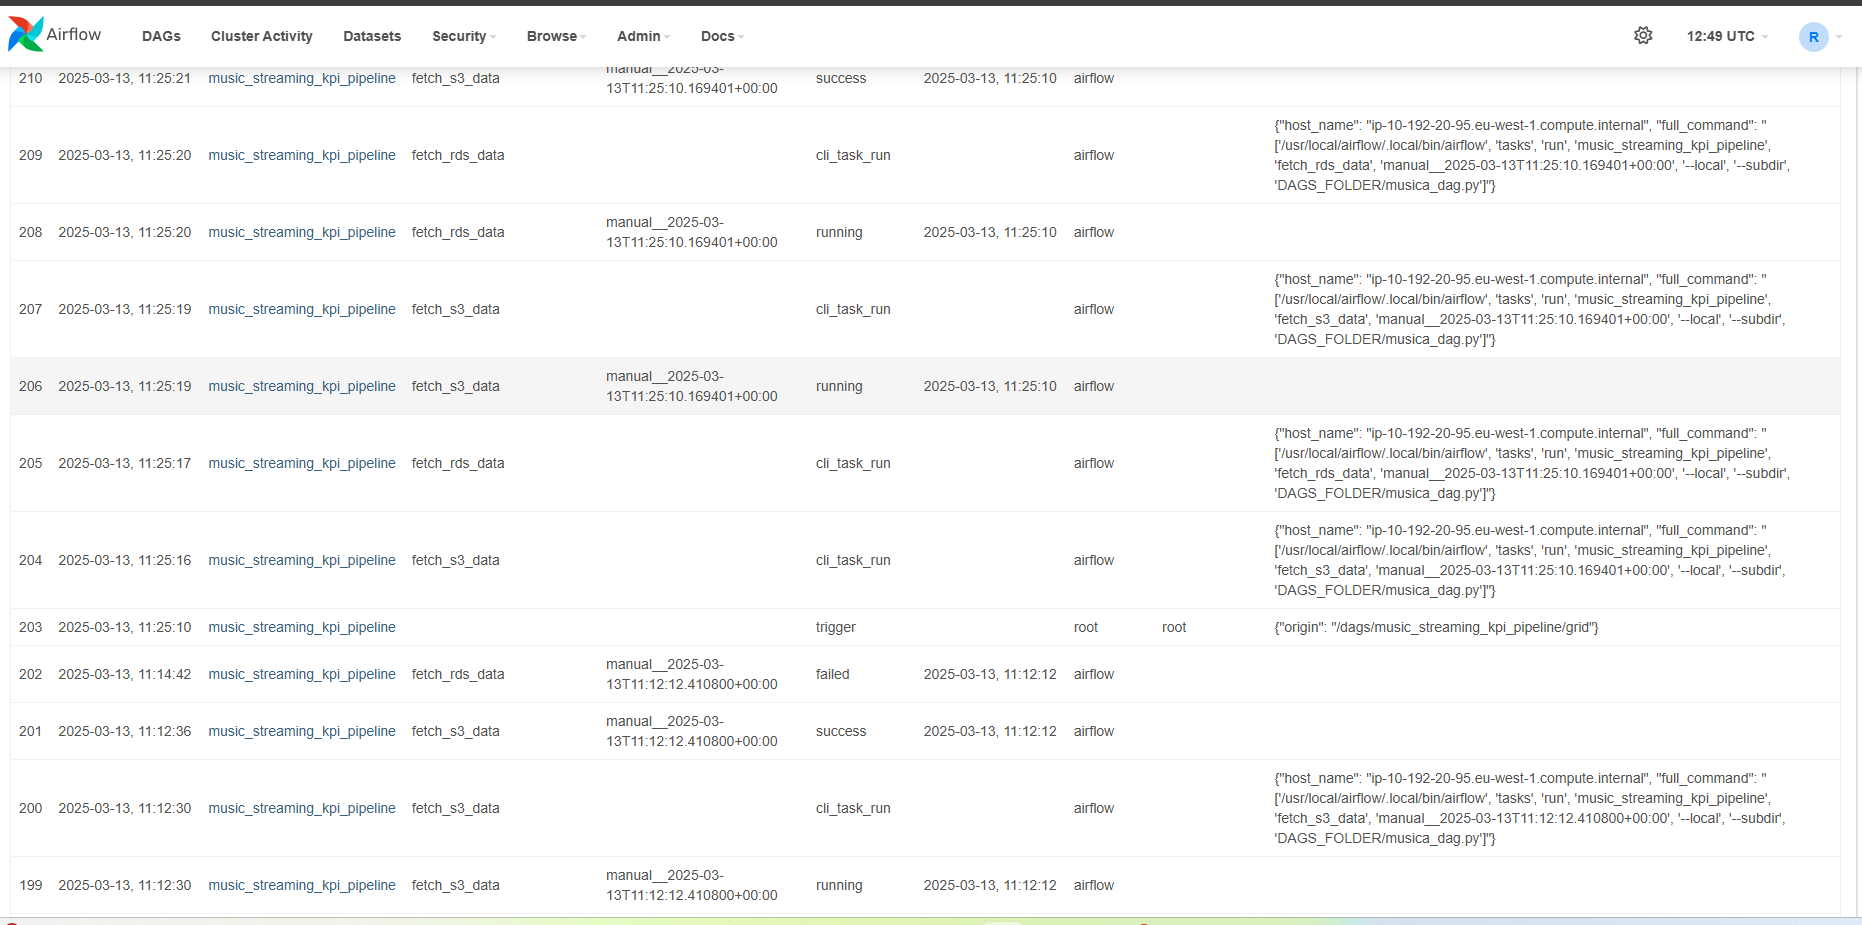 Airflow DAGs Cluster Activity Datasets Security Browse Admin Docs 12:49 UTC R
210 2025-03-13, 11:25:21 music_streaming_kpi_pipeline fetch_s3_data manual__2025-03- success 2025-03-13, 11:25:10 airflow
13T11:25:10.169401+00:00
{"host_name": "ip-10-192-20-95.eu-west-1.compute.internal", "full_command": "
209 2025-03-13, 11:25:20 music_streaming_kpi_pipeline fetch_rds_data cli_task_run airflow ['/usr/local/airflow/.local/bin/airflow', 'tasks', 'run', 'music_streaming_kpi_pipeline',
'fetch_rds_data', 'manual__2025-03-13T11:25:10.169401+00:00', '--local', '--subdir',
'DAGS_FOLDER/musica_dag.py']"}
208 2025-03-13, 11:25:20 music_streaming_kpi_pipeline fetch_rds_data manual__2025-03- running 2025-03-13, 11:25:10 airflow
13T11:25:10.169401+00:00
{"host_name": "ip-10-192-20-95.eu-west-1.compute.internal", "full_command": "
207 2025-03-13, 11:25:19 music_streaming_kpi_pipeline fetch_s3_data cli_task_run airflow ['/usr/local/airflow/.local/bin/airflow', 'tasks', 'run', 'music_streaming_kpi_pipeline',
'fetch_s3_data', 'manual__2025-03-13T11:25:10.169401+00:00', '--local', '--subdir',
'DAGS_FOLDER/musica_dag.py']"}
206 2025-03-13, 11:25:19 music_streaming_kpi_pipeline fetch_s3_data manual__2025-03- running 2025-03-13, 11:25:10 airflow
13T11:25:10.169401+00:00
{"host_name": "ip-10-192-20-95.eu-west-1.compute.internal", "full_command": "
205 2025-03-13, 11:25:17 music_streaming_kpi_pipeline fetch_rds_data cli_task_run airflow ['/usr/local/airflow/.local/bin/airflow', 'tasks', 'run', 'music_streaming_kpi_pipeline',
'fetch_rds_data', 'manual__2025-03-13T11:25:10.169401+00:00', '--local', '--subdir',
'DAGS_FOLDER/musica_dag.py']"}
{"host_name": "ip-10-192-20-95.eu-west-1.compute.internal", "full_command": "
204 2025-03-13, 11:25:16 music_streaming_kpi_pipeline fetch_s3_data cli_task_run airflow ['/usr/local/airflow/.local/bin/airflow', 'tasks', 'run', 'music_streaming_kpi_pipeline',
'fetch_s3_data', 'manual__2025-03-13T11:25:10.169401+00:00', '--local', '--subdir',
'DAGS_FOLDER/musica_dag.py']"}
203 2025-03-13, 11:25:10 music_streaming_kpi_pipeline trigger root root {"origin": "/dags/music_streaming_kpi_pipeline/grid"}
202 2025-03-13, 11:14:42 music_streaming_kpi_pipeline fetch_rds_data manual__2025-03- failed 2025-03-13, 11:12:12 airflow
13T11:12:12.410800+00:00
201 2025-03-13, 11:12:36 music_streaming_kpi_pipeline fetch_s3_data manual__2025-03- success 2025-03-13, 11:12:12 airflow
13T11:12:12.410800+00:00
{"host_name": "ip-10-192-20-95.eu-west-1.compute.internal", "full_command": "
200 2025-03-13, 11:12:30 music_streaming_kpi_pipeline fetch_s3_data cli_task_run airflow ['/usr/local/airflow/.local/bin/airflow', 'tasks', 'run', 'music_streaming_kpi_pipeline',
'fetch_s3_data', 'manual__2025-03-13T11:12:12.410800+00:00', '--local', '--subdir',
'DAGS_FOLDER/musica_dag.py']"}
199 2025-03-13, 11:12:30 music_streaming_kpi_pipeline fetch_s3_data manual__2025-03- running 2025-03-13, 11:12:12 airflow
13T11:12:12.410800+00:00